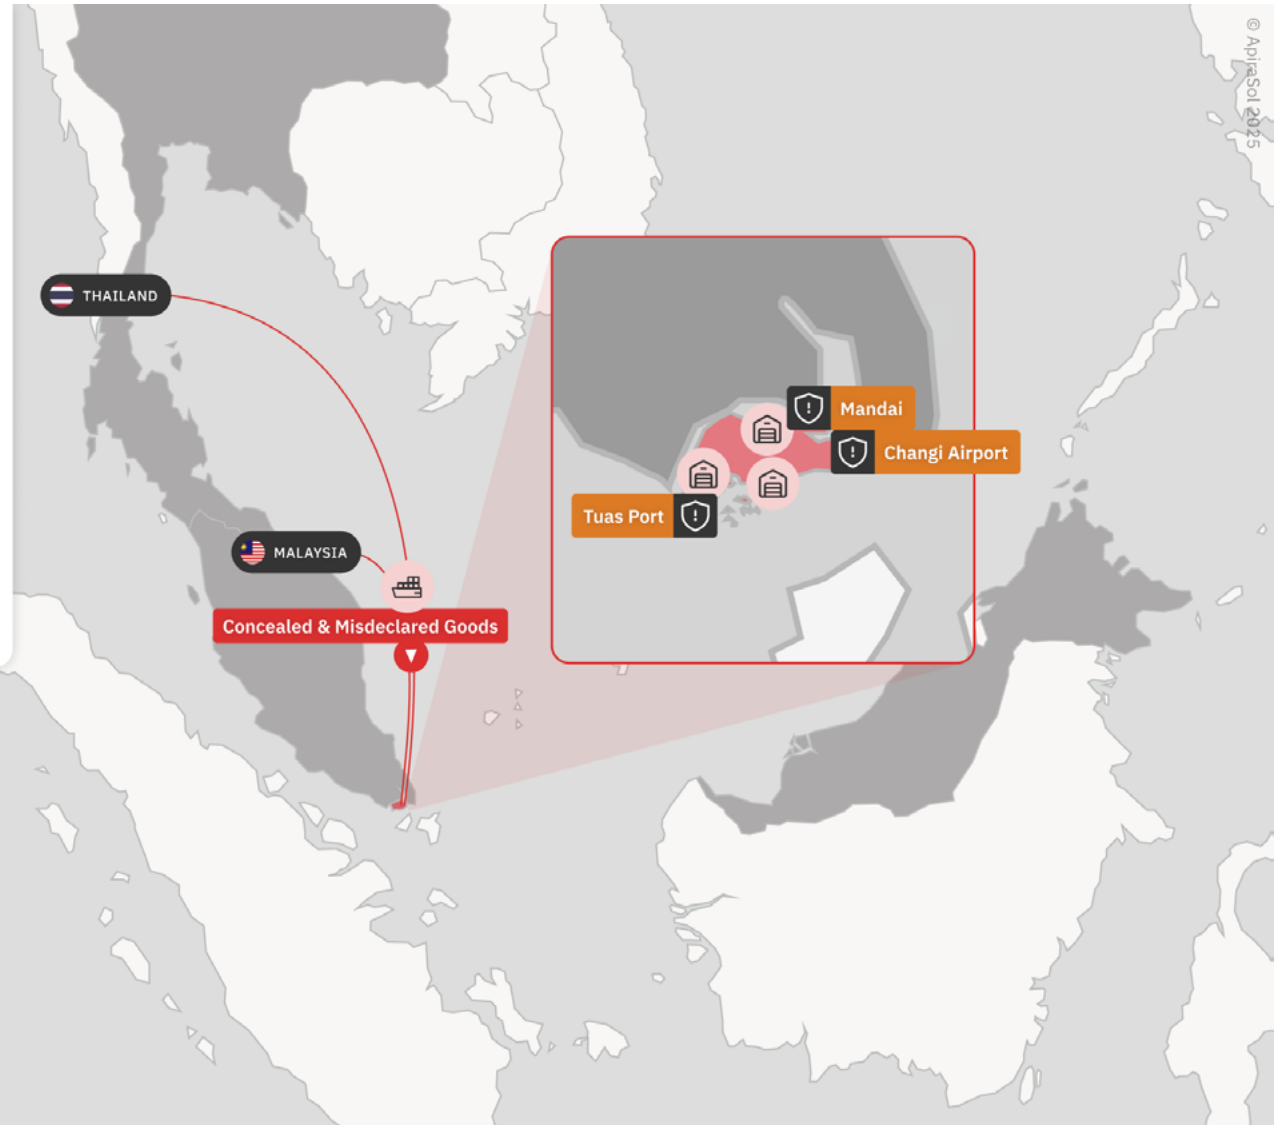 © ApiraSol 2025
THAILAND
Mandai
Changi Airport
Tuas Port
MALAYSIA
Concealed & Misdeclared Goods